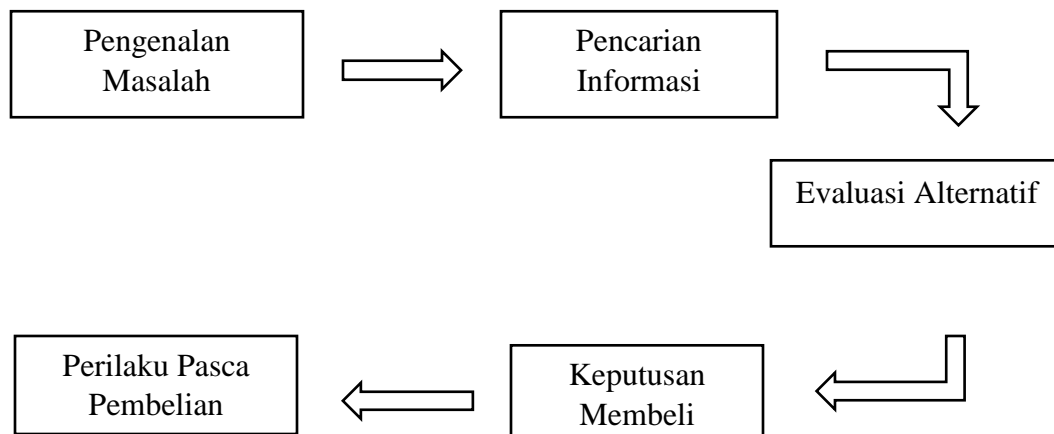 Pengenalan
Masalah
Pencarian
Informasi
Evaluasi Alternatif
Keputusan
Membeli
Perilaku Pasca
Pembelian